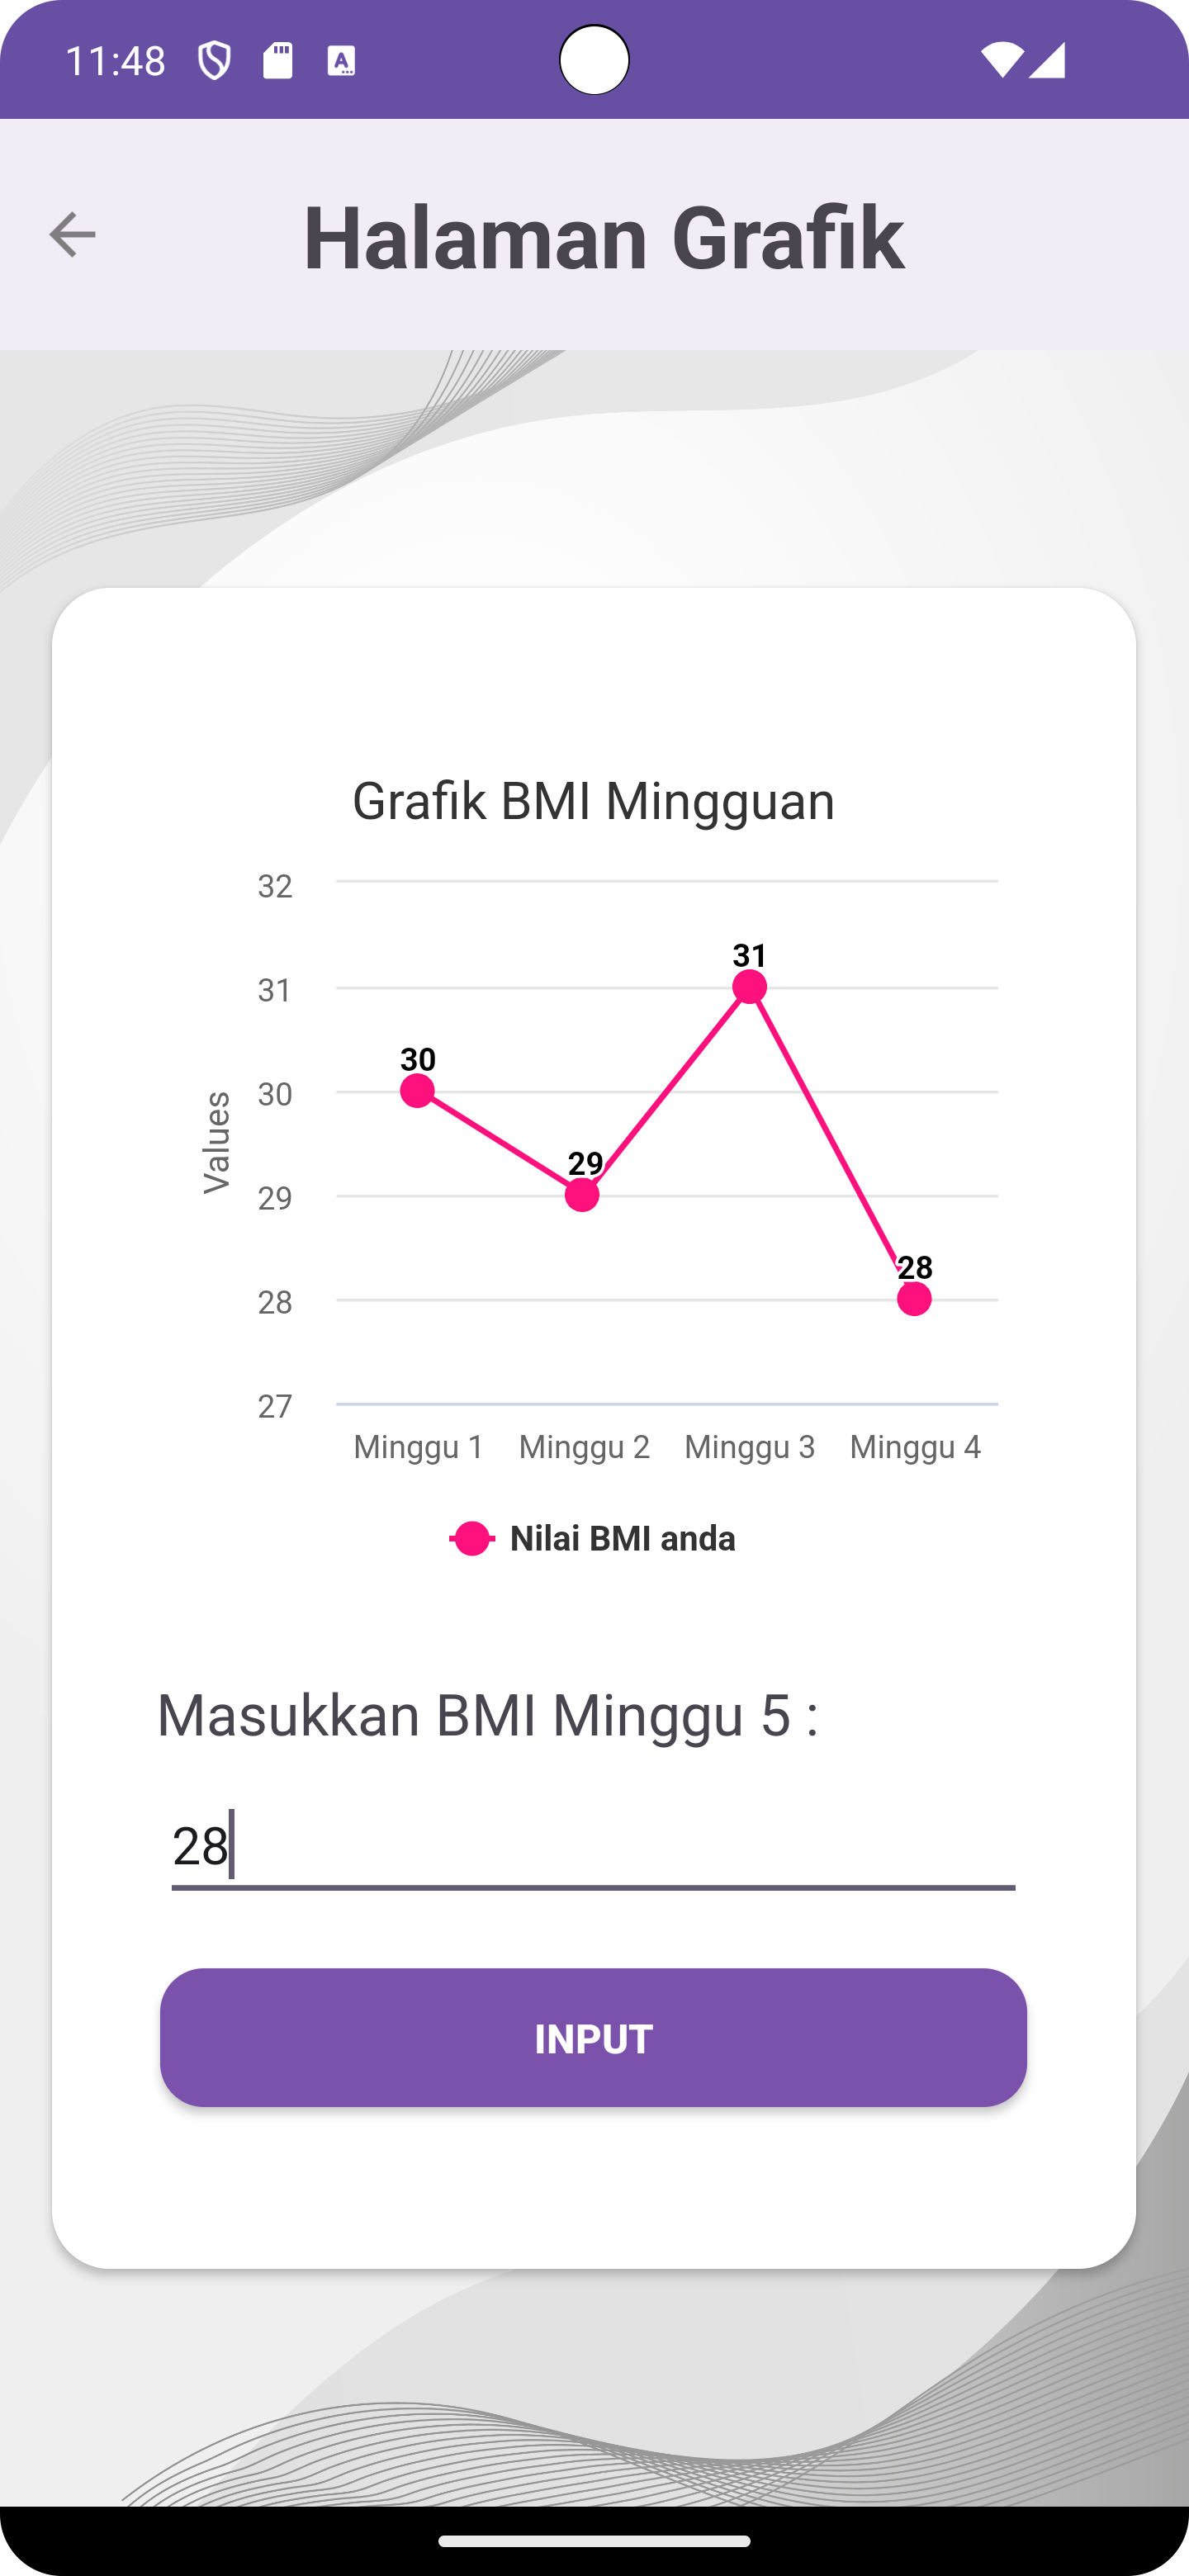 11:48
Halaman Grafik
Grafik BMI Mingguan
32
31
30
29
28
27
Values
30
29
31
28
Minggu 1 Minggu 2 Minggu 3 Minggu 4
Nilai BMI anda
Masukkan BMI Minggu 5 :
28
INPUT